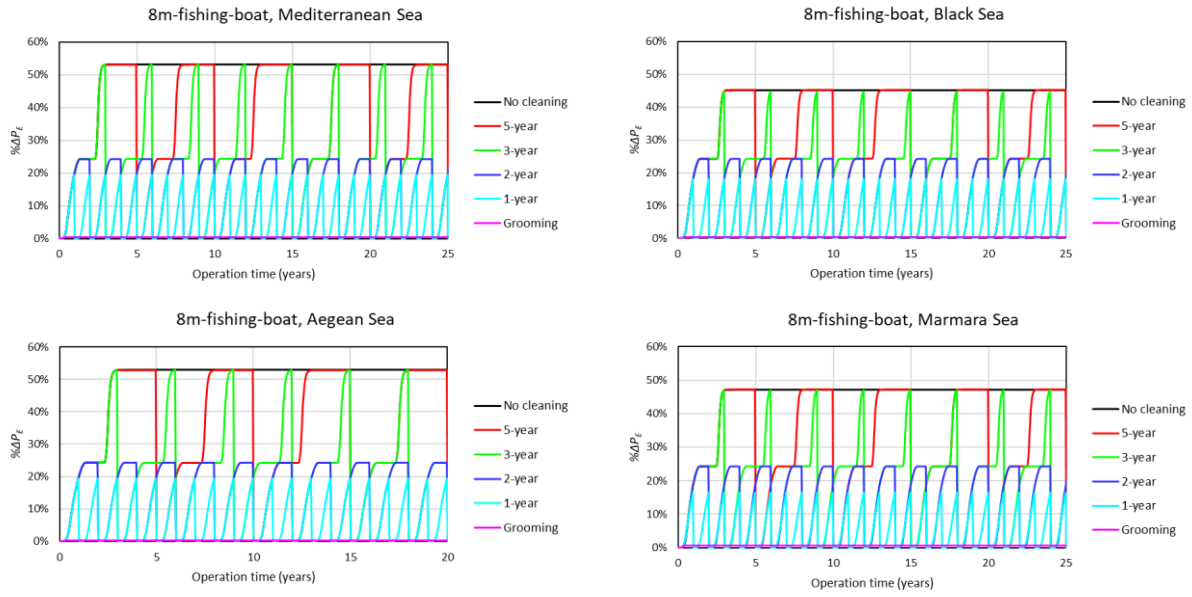 8m-fishing-boat, Mediterranean Sea
60%
50%
40%
30%
20%
10%
0%
%ΔP_E
0 5 10 15 20 25
Operation time (years)
No cleaning
5-year
3-year
2-year
1-year
Grooming
8m-fishing-boat, Black Sea
60%
50%
40%
30%
20%
10%
0%
%ΔP_E
0 5 10 15 20 25
Operation time (years)
No cleaning
5-year
3-year
2-year
1-year
Grooming
8m-fishing-boat, Aegean Sea
60%
50%
40%
30%
20%
10%
0%
%ΔP_E
0 5 10 15 20
Operation time (years)
No cleaning
5-year
3-year
2-year
1-year
Grooming
8m-fishing-boat, Marmara Sea
60%
50%
40%
30%
20%
10%
0%
%ΔP_E
0 5 10 15 20 25
Operation time (years)
No cleaning
5-year
3-year
2-year
1-year
Grooming